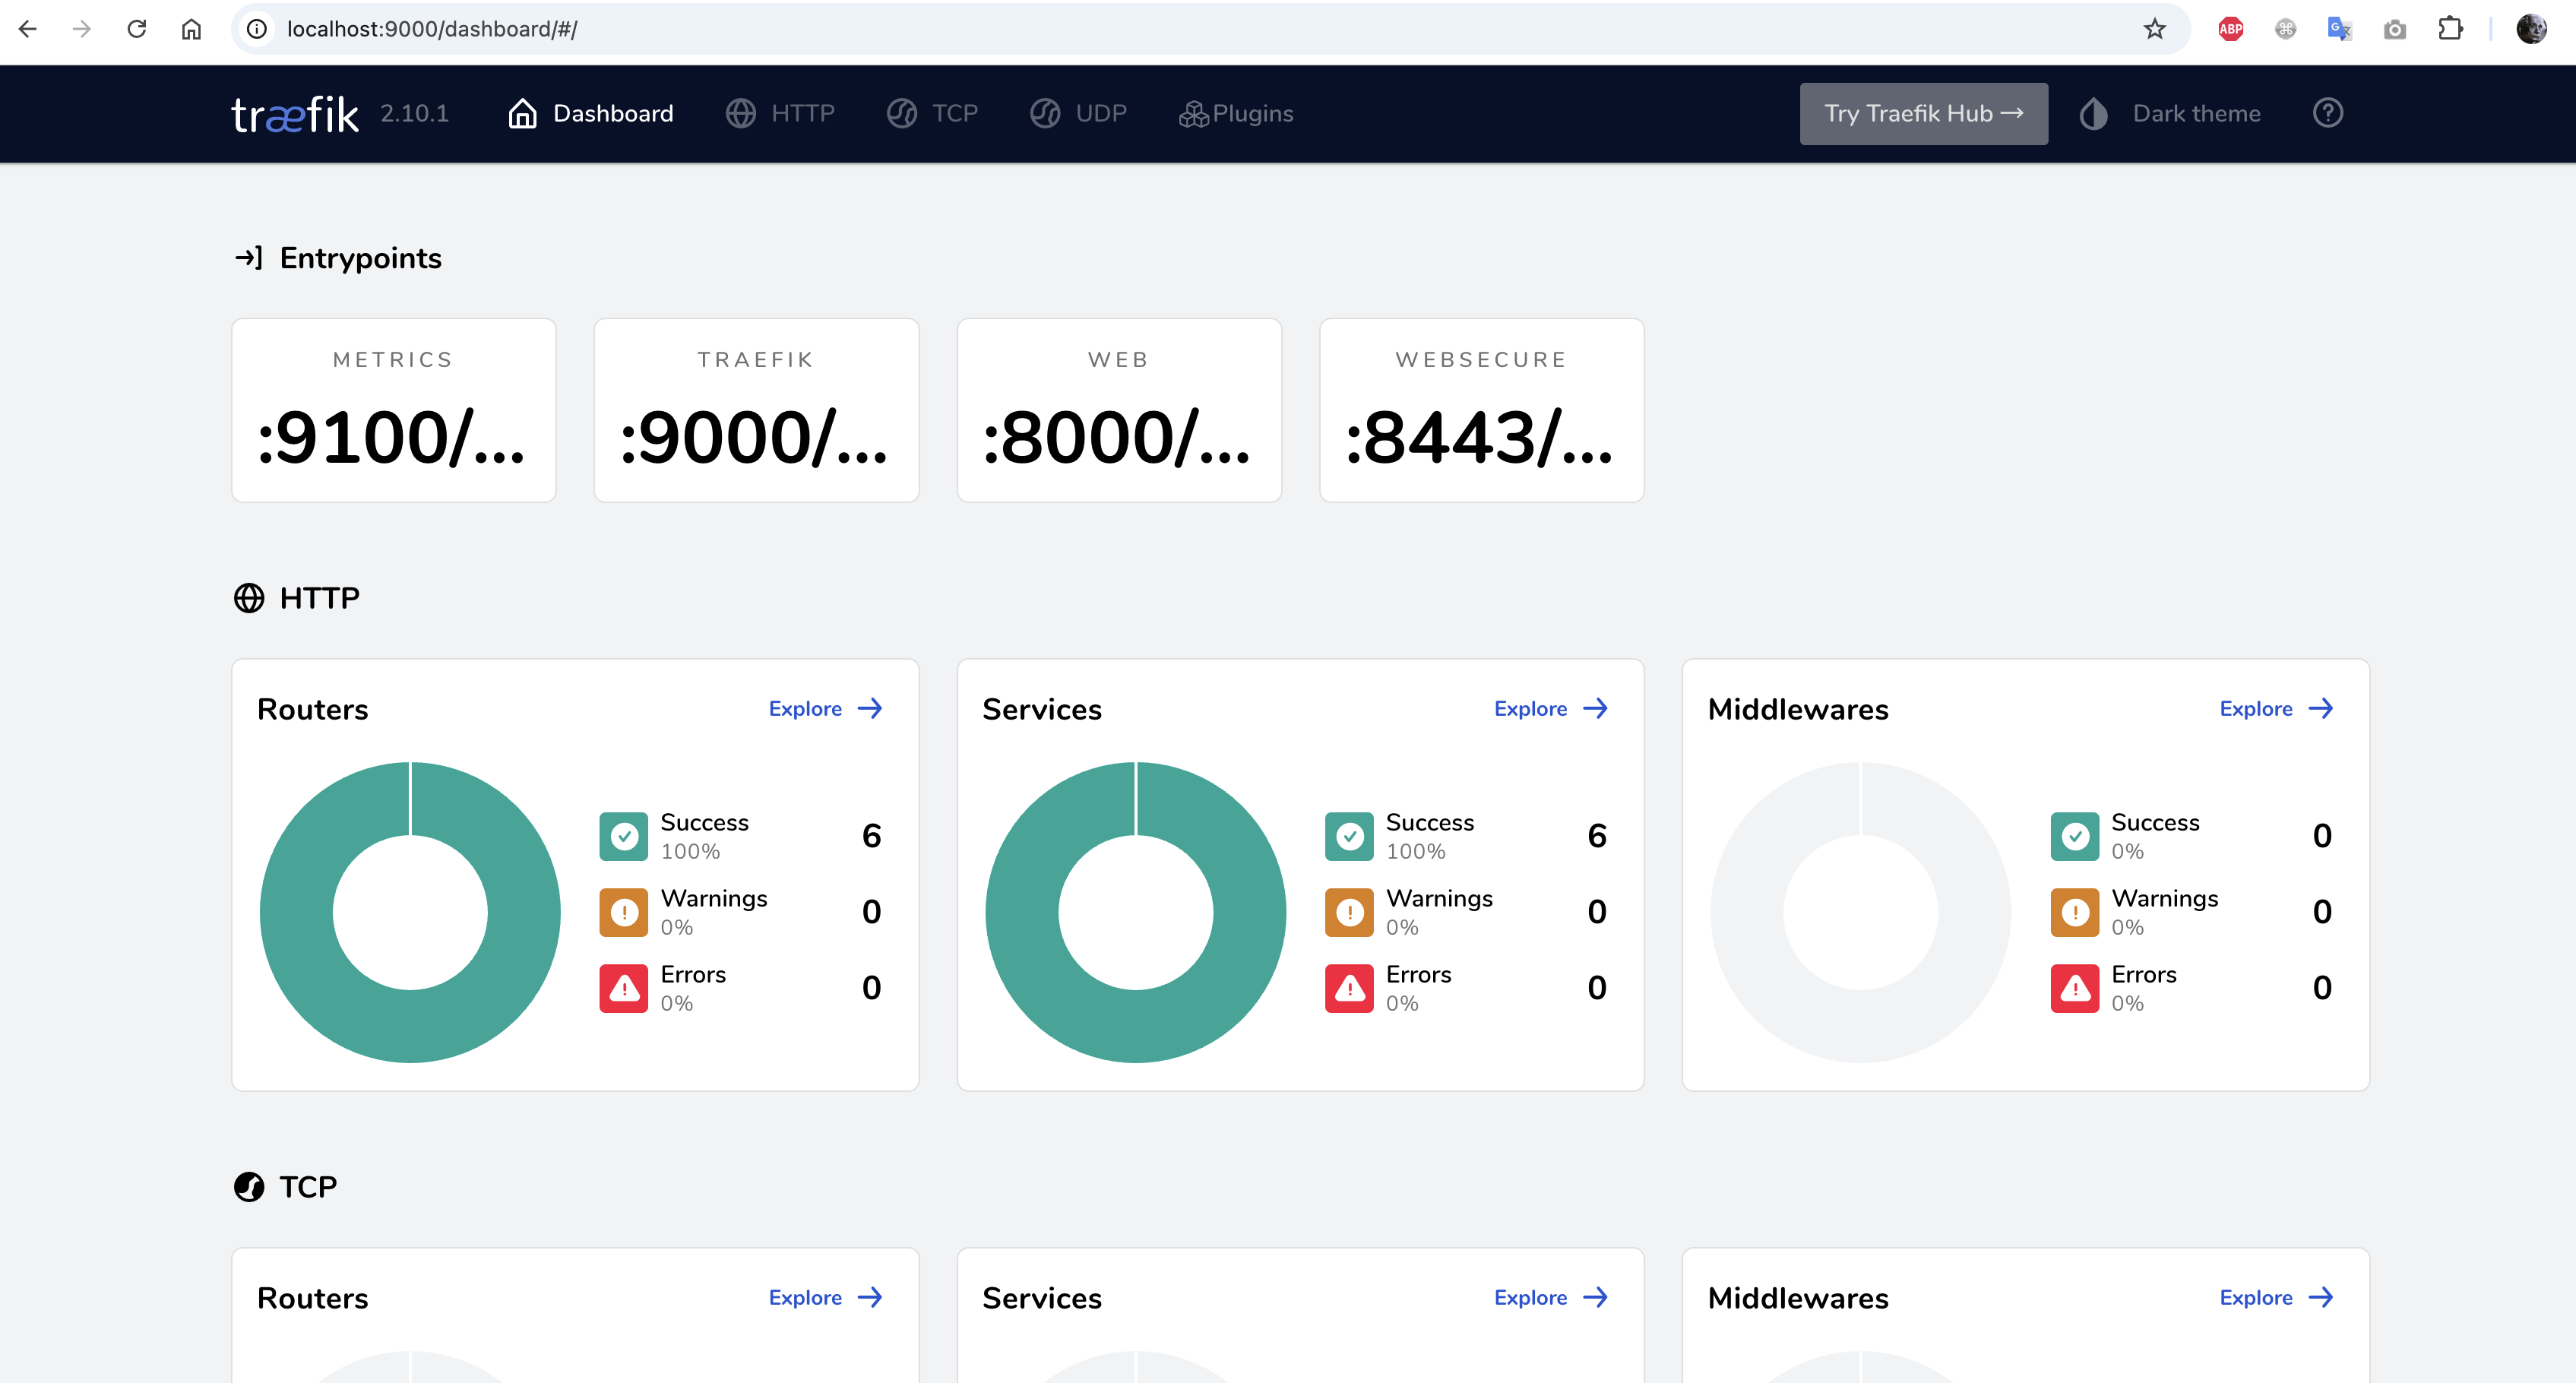 localhost:9000/dashboard/#/
ABP
træfik 2.10.1 Dashboard HTTP TCP UDP Plugins Try Traefik Hub → Dark theme
Entrypoints
METRICS TRAEFIK WEB WEBSECURE
:9100/... :9000/... :8000/... :8443/...
HTTP
Routers Explore Services Explore Middlewares Explore
Success 6 Success 6 Success 0
100% 100% 0%
Warnings 0 Warnings 0 Warnings 0
0% 0% 0%
Errors 0 Errors 0 Errors 0
0% 0% 0%
TCP
Routers Explore Services Explore Middlewares Explore